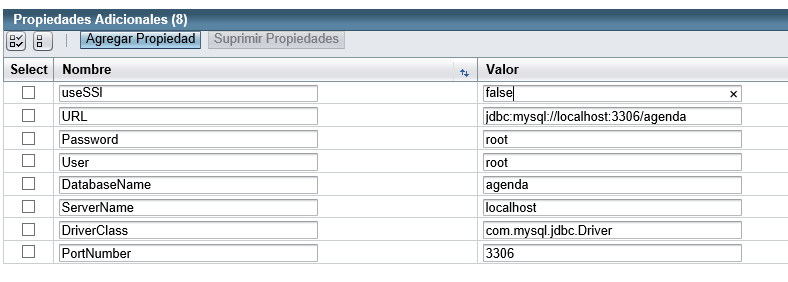 Propiedades Adicionales (8)
Agregar Propiedad Suprimir Propiedades
Select Nombre Valor
useSSl false
URL jdbc:mysql://localhost:3306/agenda
Password root
User root
DatabaseName agenda
ServerName localhost
DriverClass com.mysql.jdbc.Driver
PortNumber 3306